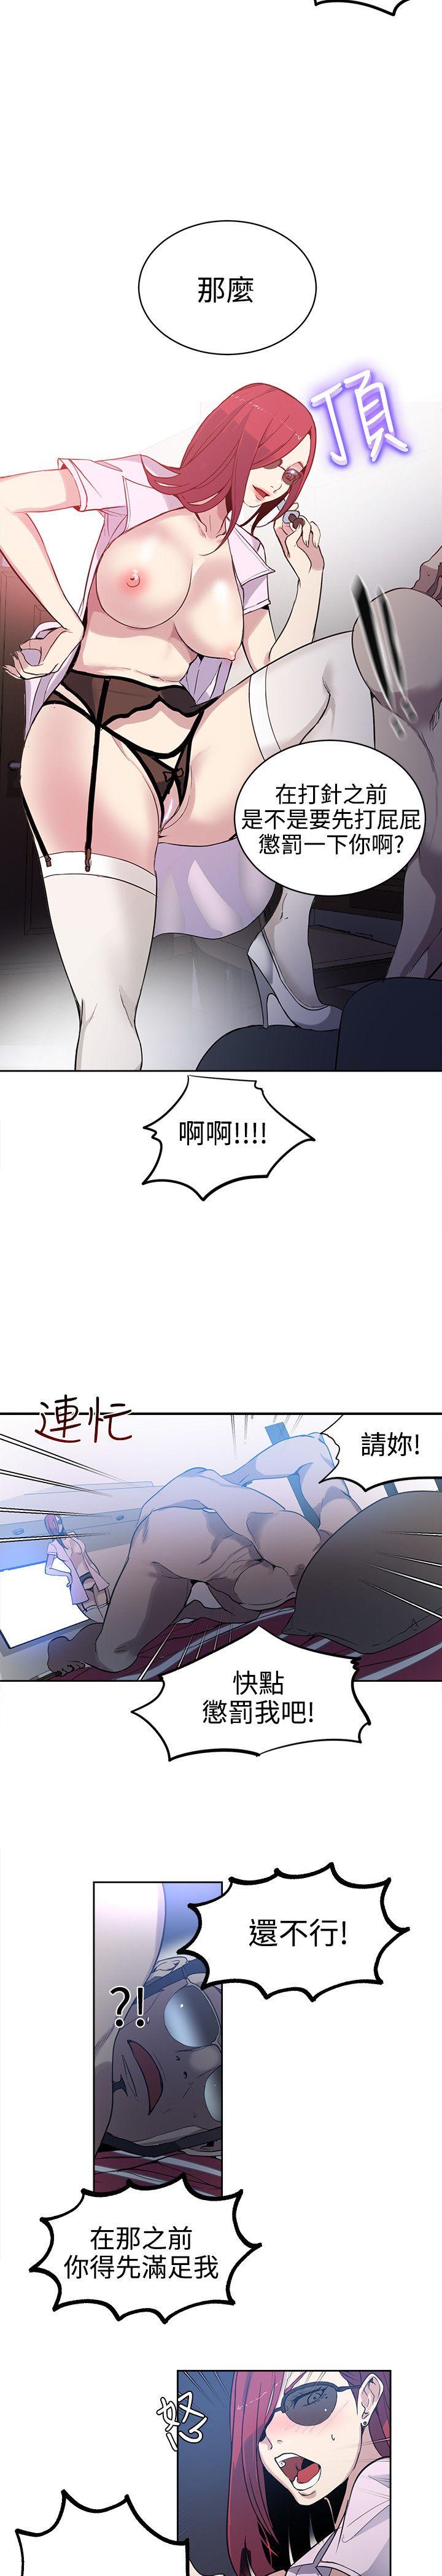 那麼
頂
在打針之前
是不是要先打屁屁
懲罰一下你啊?
啊啊!!!!
連忙
請妳!
快點
懲罰我吧!
還不行!
?!
在那之前
你得先滿足我
怒